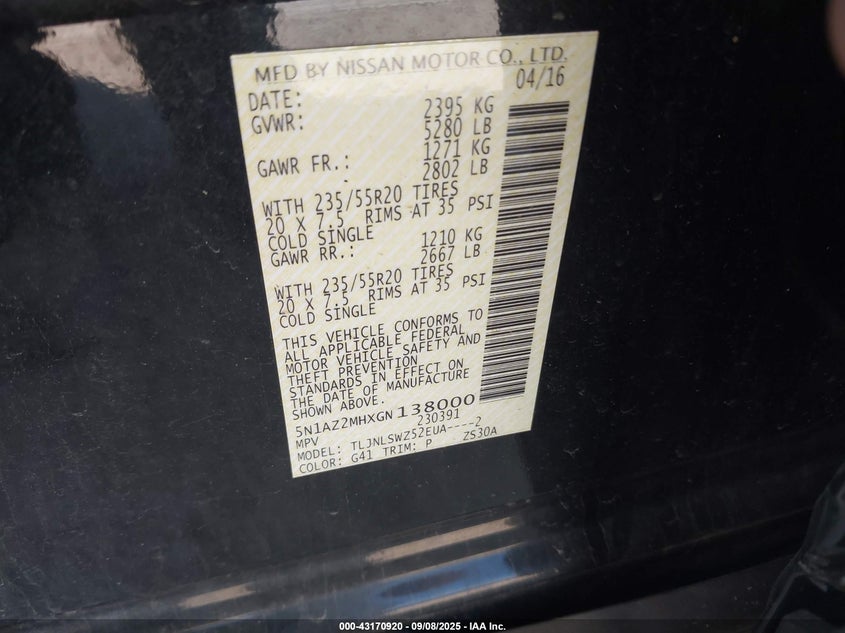 MFD BY NISSAN MOTOR CO., LTD.
DATE: 04/16
GVWR: 2395 KG
5280 LB
GAWR FR.: 1271 KG
2802 LB
WITH 235/55R20 TIRES
20 X 7.5 RIMS AT 35 PSI
COLD SINGLE
GAWR RR.: 1210 KG
2667 LB
WITH 235/55R20 TIRES
20 X 7.5 RIMS AT 35 PSI
COLD SINGLE
THIS VEHICLE CONFORMS TO
ALL APPLICABLE FEDERAL
MOTOR VEHICLE SAFETY AND
THEFT PREVENTION
STANDARDS IN EFFECT ON
THE DATE OF MANUFACTURE
SHOWN ABOVE.
5N1AZ2MHXGN138000
MPV 230391
MODEL: TLJNLSWZ52EUA----2
COLOR: G41 TRIM: P ZS30A
000-43170920 - 09/08/2025 - IAA Inc.